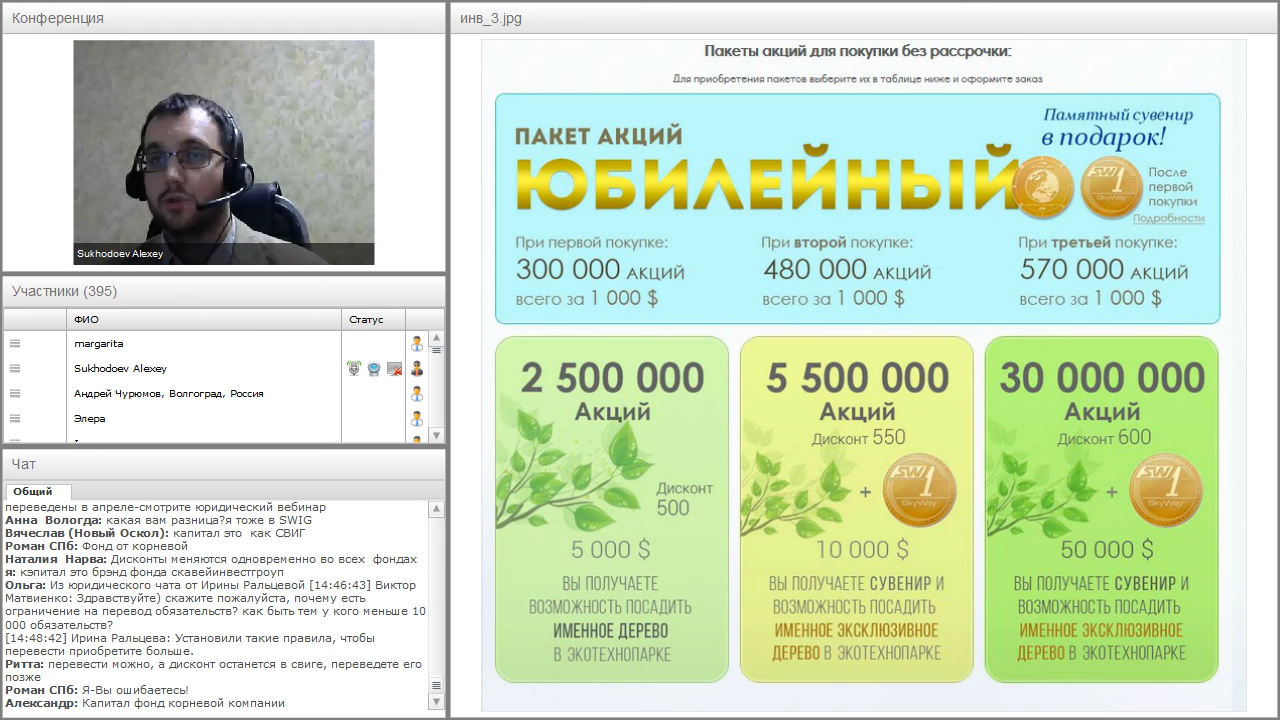 Конференция
Sukhodoev Alexey
Участники (395)
ФИО
Статус
margarita
Sukhodoev Alexey
Андрей Чурюмов, Волгоград, Россия
Элера
Чат
Общий
переведены в апреле-смотрите
вебинар
Анна Вологда: какая вам разница?я тоже в SWIG
Вячеслав (Новый Оскол): капитал это как СВИГ
Роман СПб: Фонд от корневой
Наталия Нарва: Дисконты меняются одновременно во всех фондах
я: кэпитал это брэнд фонда скавейинвестгроуп
Ольга: Из юридического чата от Ирины Ральцевой [14:46:43] Виктор
Матвиенко: Здравствуйте) скажите пожалуйста, почему есть
ограничение на перевод обязательств? как быть тем у кого меньше 10
000 обязательств?
[14:48:42] Ирина Ральцева: Установили такие правила, чтобы
перевести приобретите больше.
Ритта: перевести можно, а дисконт останется в свиге, переведете его
позже
Роман СПб: Я-Вы ошибаетесь!
Александр: Капитал фонд корневой компании
инв_3.jpg
Пакеты акций для покупки без рассрочки:
Для приобретения пакетов выберите их в таблице ниже и оформите заказ
ПАКЕТ АКЦИЙ
ЮБИЛЕЙНЫЙ
Памятный сувенир
в подарок!
SW 1
SkyWay
После
первой
покупки
Подробности
При первой покупке:
300 000 АКЦИЙ
всего за 1 000 $
При второй покупке:
480 000 АКЦИЙ
всего за 1 000 $
При третьей покупке:
570 000 АКЦИЙ
всего за 1 000 $
2 500 000
Акций
Дисконт
500
5 000 $
ВЫ ПОЛУЧАЕТЕ
ВОЗМОЖНОСТЬ ПОСАДИТЬ
ИМЕННОЕ ДЕРЕВО
В ЭКОТЕХНОПАРКЕ
5 500 000
Акций
Дисконт 550
+
SW 1
SkyWay
10 000 $
ВЫ ПОЛУЧАЕТЕ СУВЕНИР И
ВОЗМОЖНОСТЬ ПОСАДИТЬ
ИМЕННОЕ ЭКСКЛЮЗИВНОЕ
ДЕРЕВО В ЭКОТЕХНОПАРКЕ
30 000 000
Акций
Дисконт 600
+
SW 1
SkyWay
50 000 $
ВЫ ПОЛУЧАЕТЕ СУВЕНИР И
ВОЗМОЖНОСТЬ ПОСАДИТЬ
ИМЕННОЕ ЭКСКЛЮЗИВНОЕ
ДЕРЕВО В ЭКОТЕХНОПАРКЕ